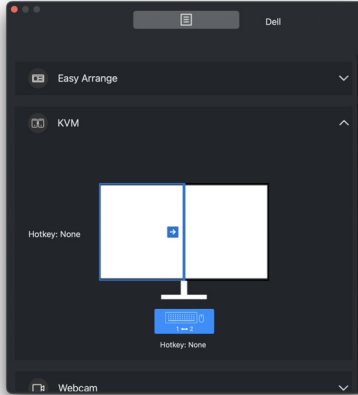 Dell
Easy Arrange
KVM
Hotkey: None
1 ↔ 2
Hotkey: None
Webcam